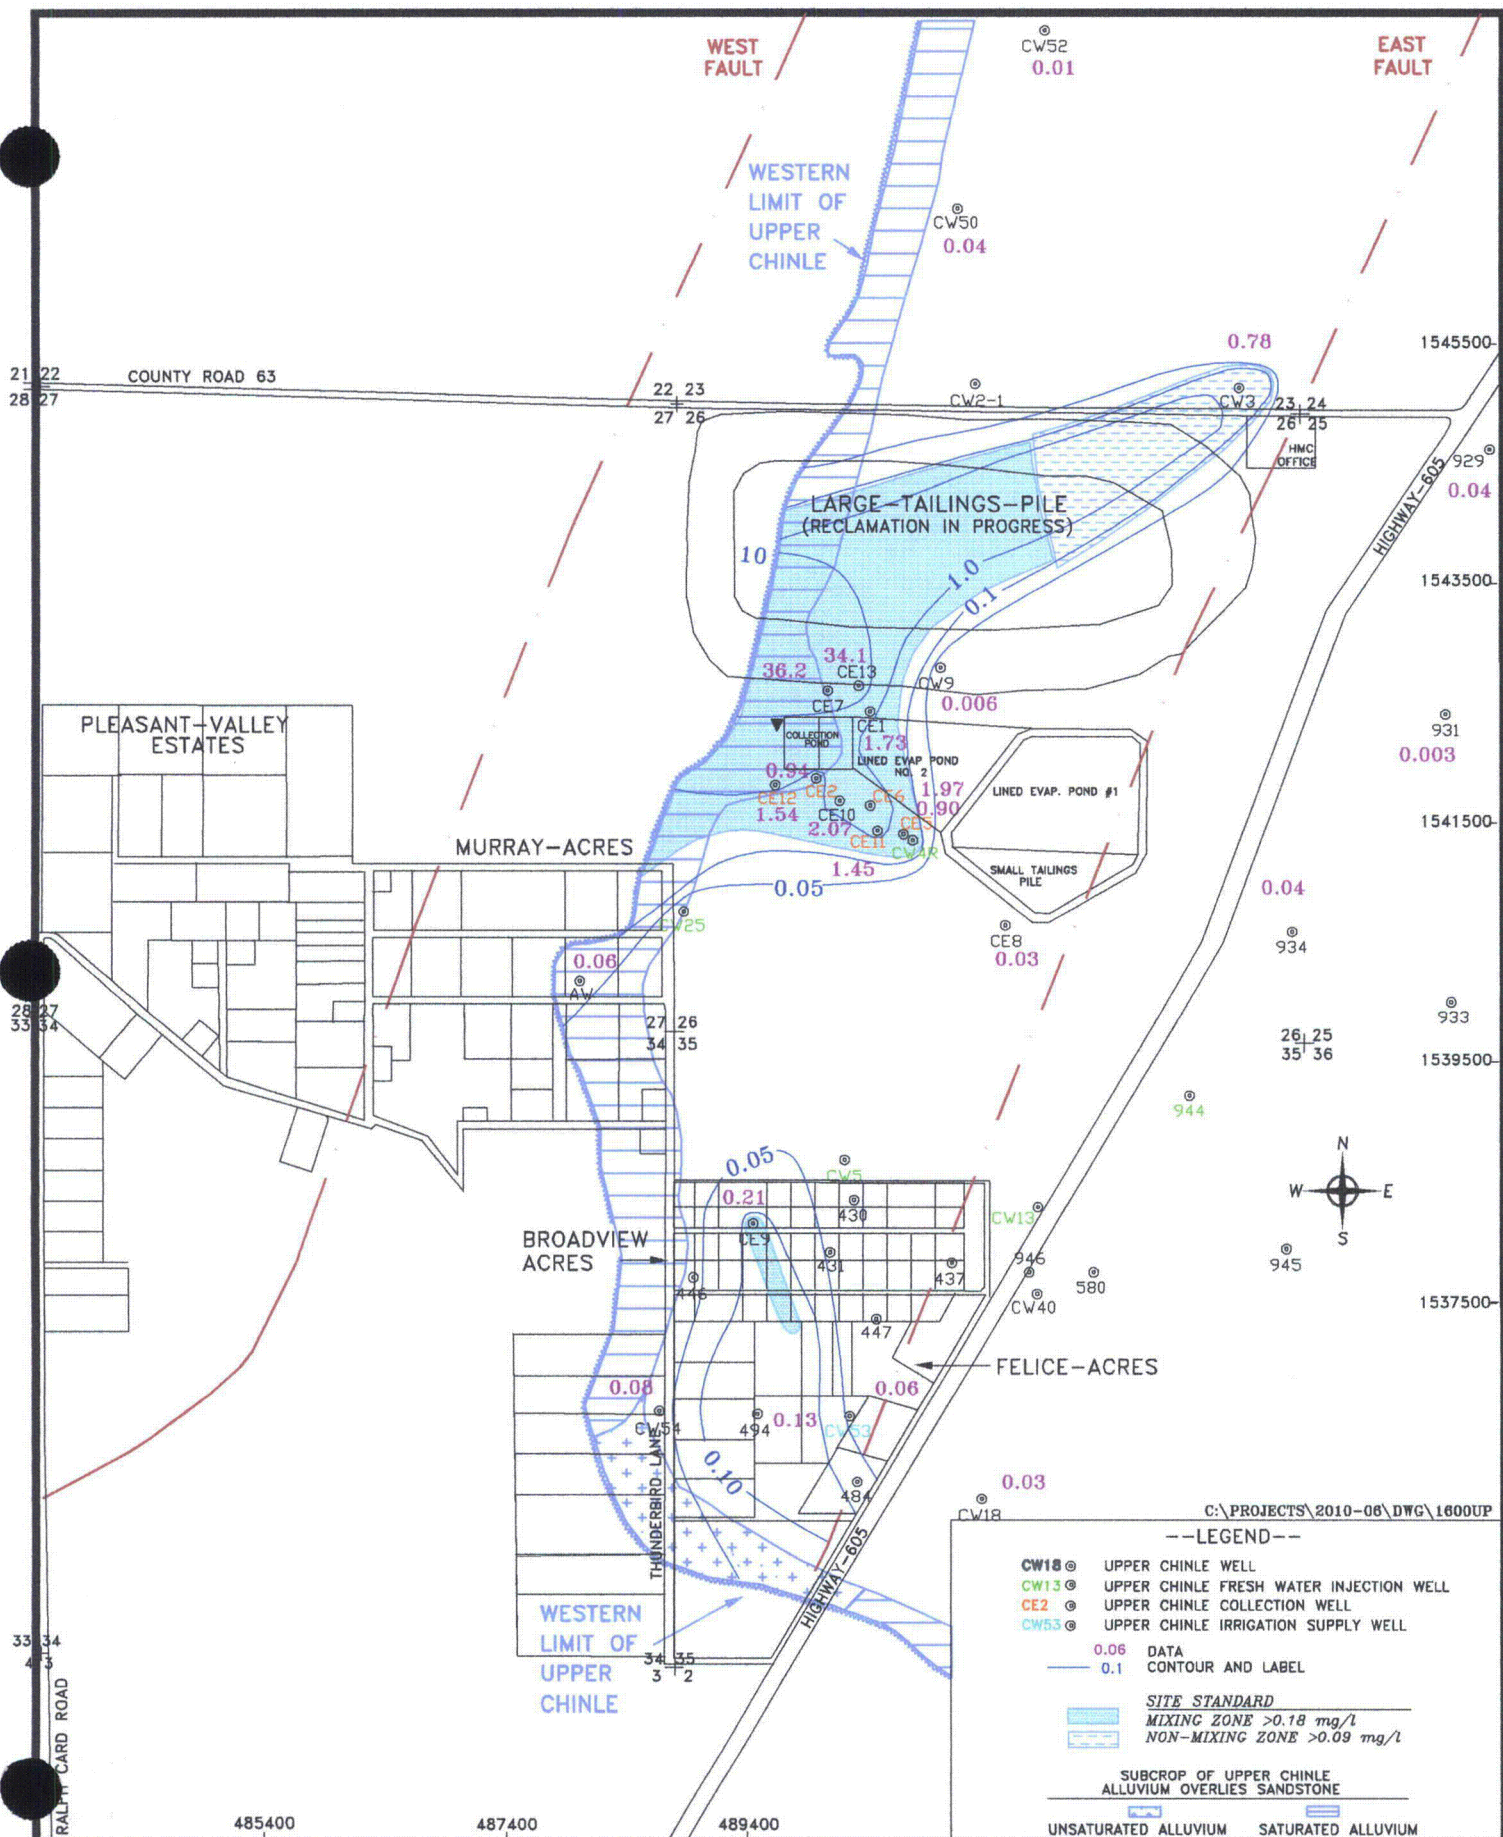 WEST
FAULT
CW52
0.01
EAST
FAULT
WESTERN
LIMIT OF
UPPER
CHINLE
CW50
0.04
0.78
1545500
21 22
28 27
COUNTY ROAD 63
22 23
27 26
CW2-1
CW3
23 24
26 25
HMC
OFFICE
929
0.04
HIGHWAY-605
LARGE-TAILINGS-PILE
(RECLAMATION IN PROGRESS)
10
1.0
0.1
1543500
34.1
36.2
CE13
CE7
CW9
0.006
CE1
1.73
931
0.003
PLEASANT-VALLEY
ESTATES
COLLECTION
POND
LINED EVAP POND
NO. 2
0.94
CE12
CE2
CE6
1.97
0.90
LINED EVAP. POND #1
1.54
CE10
2.07
CE11
CE5
CW4R
1541500
MURRAY-ACRES
1.45
0.05
SMALL TAILINGS
PILE
0.04
934
CW25
CE8
0.03
0.06
AW
28 27
33 34
27 26
34 35
933
26 25
35 36
1539500
944
N
W E
S
0.05
CW5
0.21
430
CW13
CE9
BROADVIEW
ACRES
431
437
946
945
446
580
CW40
1537500
447
FELICE-ACRES
0.08
0.06
CW54
494
0.13
CW53
0.10
484
0.03
CW18
THUNDERBIRD LANE
HIGHWAY-605
WESTERN
LIMIT OF
UPPER
CHINLE
33 34
4 3
34 35
3 2
RALPH CARD ROAD
485400
487400
489400
C:\PROJECTS\2010-06\DWG\1600UP
--LEGEND--
CW18 UPPER CHINLE WELL
CW13 UPPER CHINLE FRESH WATER INJECTION WELL
CE2 UPPER CHINLE COLLECTION WELL
CW53 UPPER CHINLE IRRIGATION SUPPLY WELL
0.06 DATA
0.1 CONTOUR AND LABEL
SITE STANDARD
MIXING ZONE >0.18 mg/l
NON-MIXING ZONE >0.09 mg/l
SUBCROP OF UPPER CHINLE
ALLUVIUM OVERLIES SANDSTONE
UNSATURATED ALLUVIUM SATURATED ALLUVIUM